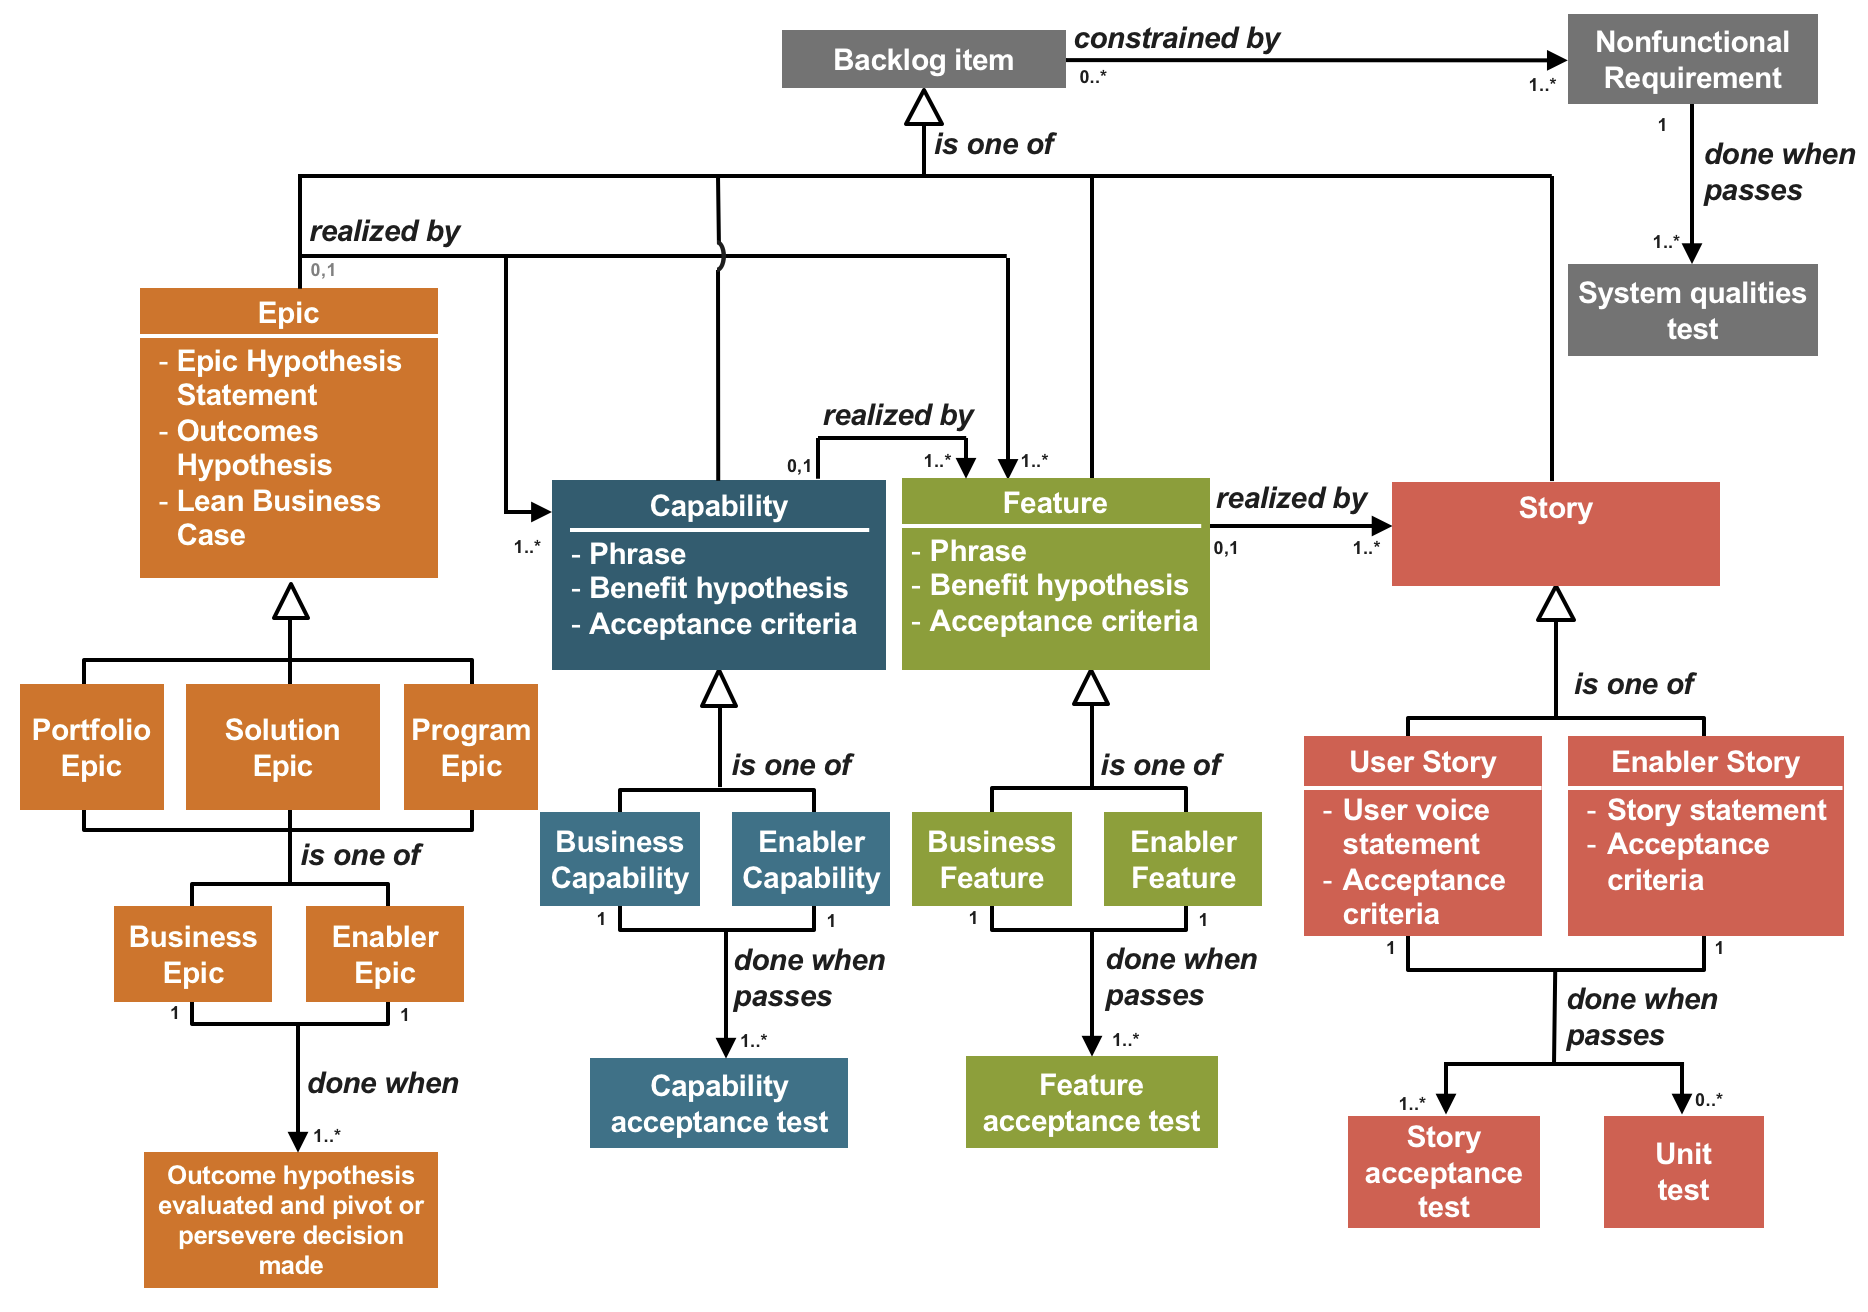 Backlog item
constrained by
0..*
1..*
Nonfunctional
Requirement
is one of
1
done when
passes
1..*
System qualities
test
realized by
0,1
Epic
- Epic Hypothesis
Statement
- Outcomes
Hypothesis
- Lean Business
Case
realized by
0,1
1..*
1..*
1..*
Capability
- Phrase
- Benefit hypothesis
- Acceptance criteria
Feature
- Phrase
- Benefit hypothesis
- Acceptance criteria
realized by
0,1
1..*
Story
Portfolio
Epic
Solution
Epic
Program
Epic
is one of
Business
Epic
Enabler
Epic
1
1
done when
1..*
Outcome hypothesis
evaluated and pivot or
persevere decision
made
is one of
Business
Capability
Enabler
Capability
1
1
done when
passes
1..*
Capability
acceptance test
is one of
Business
Feature
Enabler
Feature
1
1
done when
passes
1..*
Feature
acceptance test
is one of
User Story
- User voice
statement
- Acceptance
criteria
Enabler Story
- Story statement
- Acceptance
criteria
1
1
done when
passes
1..*
0..*
Story
acceptance
test
Unit
test